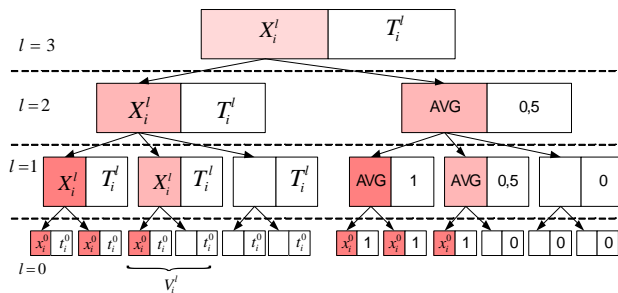 l = 3 X_i^l T_i^l
l = 2 X_i^l T_i^l AVG 0,5
l = 1 X_i^l T_i^l X_i^l T_i^l T_i^l AVG 1 AVG 0,5 0
x_i^0 t_i^0 x_i^0 t_i^0 x_i^0 t_i^0 t_i^0 t_i^0 t_i^0 x_i^0 1 x_i^0 1 x_i^0 1 0 0 0
l = 0 V_i^l